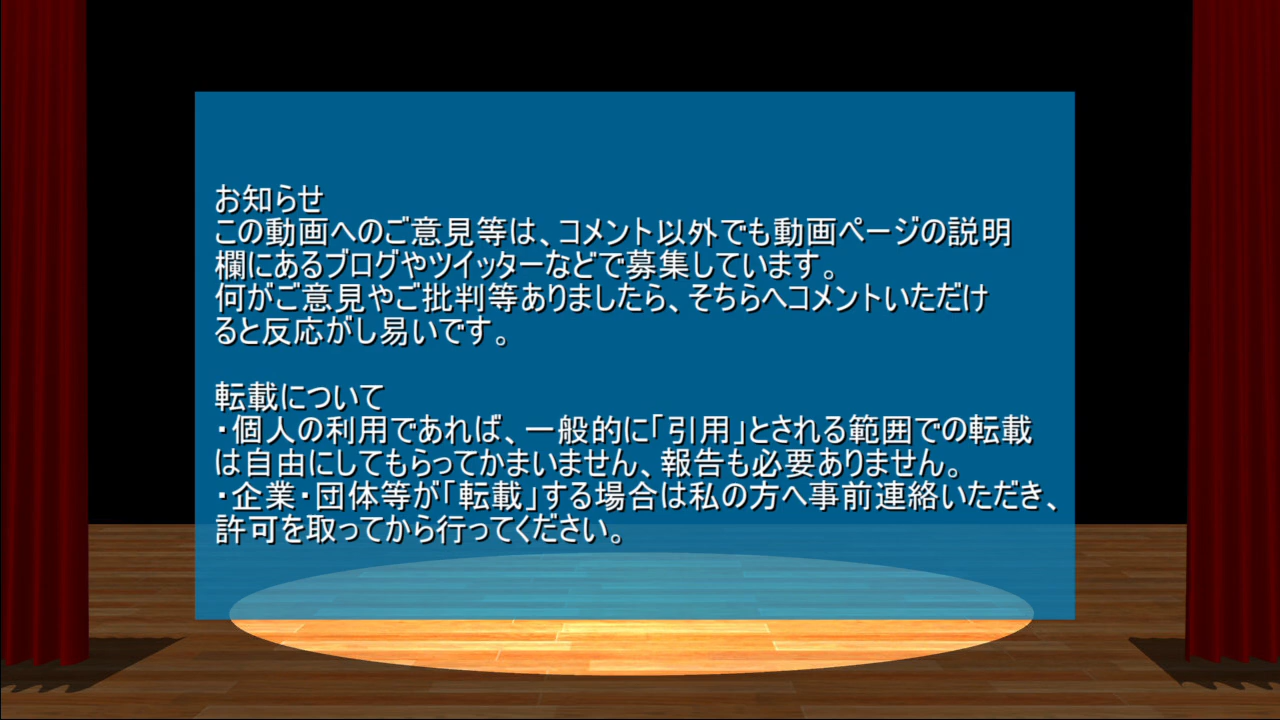 お知らせ
この動画へのご意見等は、コメント以外でも動画ページの説明
欄にあるブログやツイッターなどで募集しています。
何がご意見やご批判等ありましたら、そちらへコメントいただけ
ると反応がし易いです。
転載について
・個人の利用であれば、一般的に「引用」とされる範囲での転載
は自由にしてもらってかまいません、報告も必要ありません。
・企業・団体等が「転載」する場合は私の方へ事前連絡いただき、
許可を取ってから行ってください。